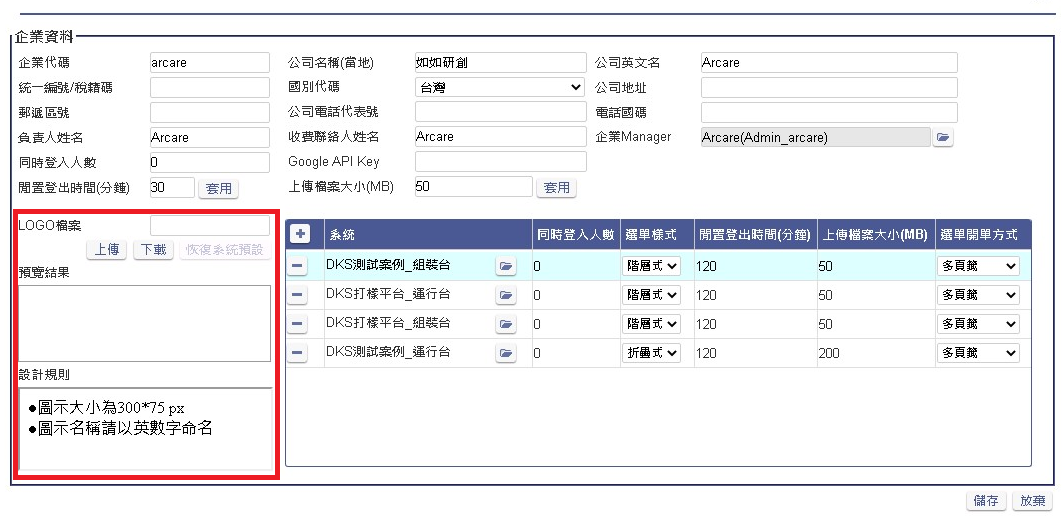 企業資料
企業代碼 arcare 公司名稱(當地) 如如研創 公司英文名 Arcare
統一編號/稅籍碼 國別代碼 台灣 公司地址
郵遞區號 公司電話代表號 電話國碼
負責人姓名 Arcare 收費聯絡人姓名 Arcare 企業Manager Arcare(Admin_arcare)
同時登入人數 0 Google API Key
閒置登出時間(分鐘) 30 套用 上傳檔案大小(MB) 50 套用
LOGO檔案
上傳 下載 恢復系統預設
預覽結果
設計規則
●圖示大小為300*75 px
●圖示名稱請以英數字命名
系統 同時登入人數 選單樣式 閒置登出時間(分鐘) 上傳檔案大小(MB) 選單開單方式
DKS測試案例_組裝台 0 階層式 120 50 多頁籤
DKS打樣平台_運行台 0 階層式 120 50 多頁籤
DKS打樣平台_組裝台 0 階層式 120 50 多頁籤
DKS測試案例_運行台 0 折疊式 120 200 多頁籤
儲存 放棄